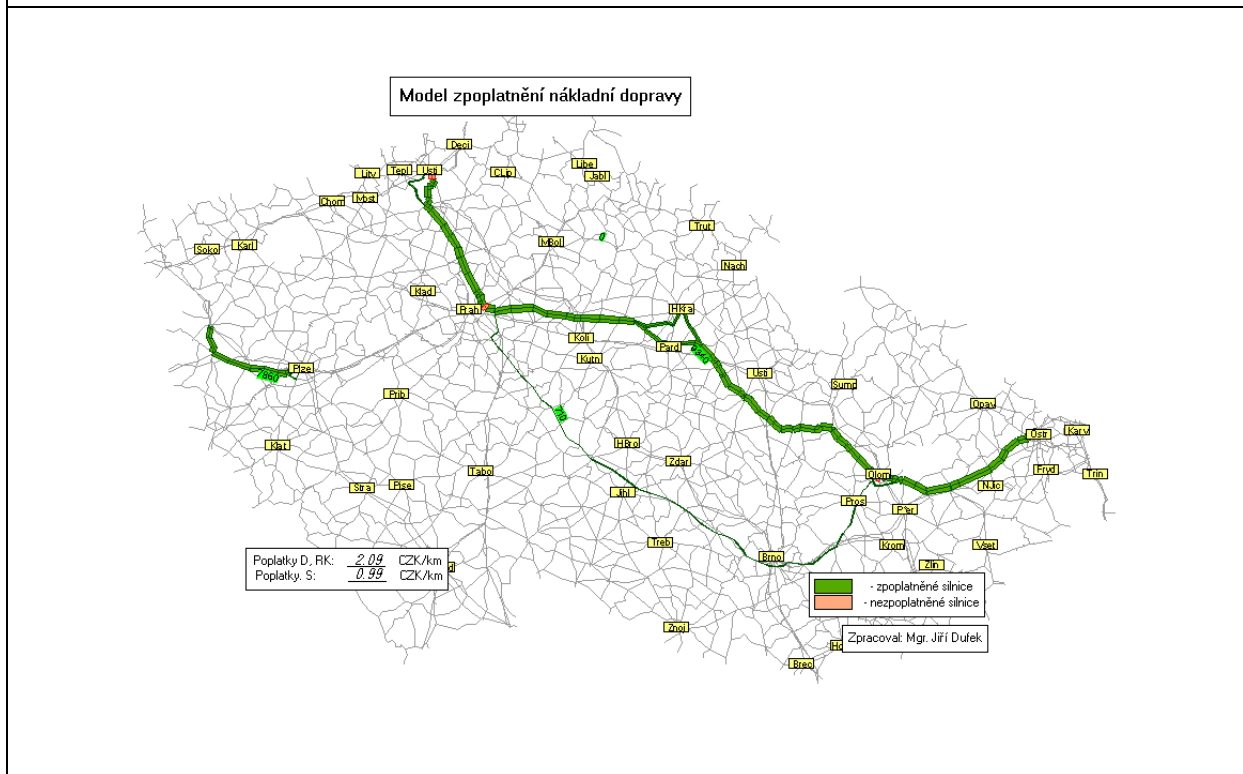 Model zpoplatnění nákladní dopravy
Deci
Libe
Tepl
Usti
Litv
CLip
Jabl
Chom
Most
Trut
Soko
Karl
MBol
0
Nach
Klad
Prah
HKra
Koli
Pard
Kutn
Plze
Usti
960
Sump
Prib
710
Opav
Ostr
Karv
Klat
HBro
Zdar
Tabo
Olom
Fryd
Trin
Stra
Pise
Jihl
NJic
Pros
Treb
Krom
Vset
Brno
Zlin
Poplatky D, RK: 2.09 CZK/km
Poplatky. S: 0.99 CZK/km
- zpoplatněné silnice
- nezpoplatněné silnice
Znoj
Zpracoval: Mgr. Jiří Dufek
Brec